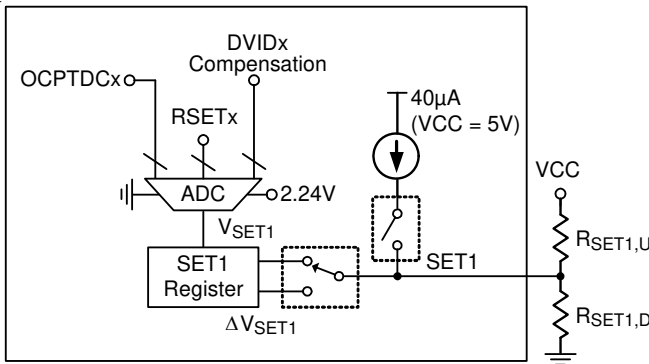 DVIDx
Compensation
OCPTDCx
RSETx
40µA
(VCC = 5V)
VCC
ADC
2.24V
VSET1
RSET1,U
SET1
Register
SET1
ΔVSET1
RSET1,D